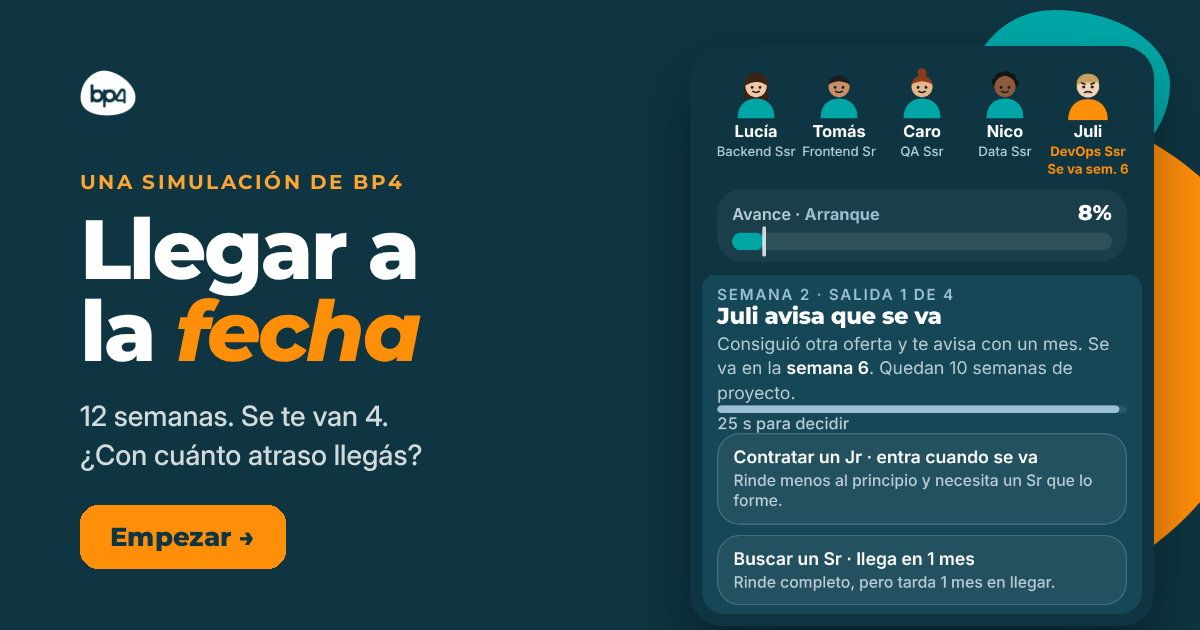 bp4
UNA SIMULACIÓN DE BP4
Llegar a
la fecha
12 semanas. Se te van 4.
¿Con cuánto atraso llegás?
Empezar →
Lucía
Backend Ssr
Tomás
Frontend Sr
Caro
QA Ssr
Nico
Data Ssr
Juli
DevOps Ssr
Se va sem. 6
Avance · Arranque
8%
SEMANA 2 · SALIDA 1 DE 4
Juli avisa que se va
Consiguió otra oferta y te avisa con un mes. Se
va en la semana 6. Quedan 10 semanas de
proyecto.
25 s para decidir
Contratar un Jr · entra cuando se va
Rinde menos al principio y necesita un Sr que lo
forme.
Buscar un Sr · llega en 1 mes
Rinde completo, pero tarda 1 mes en llegar.